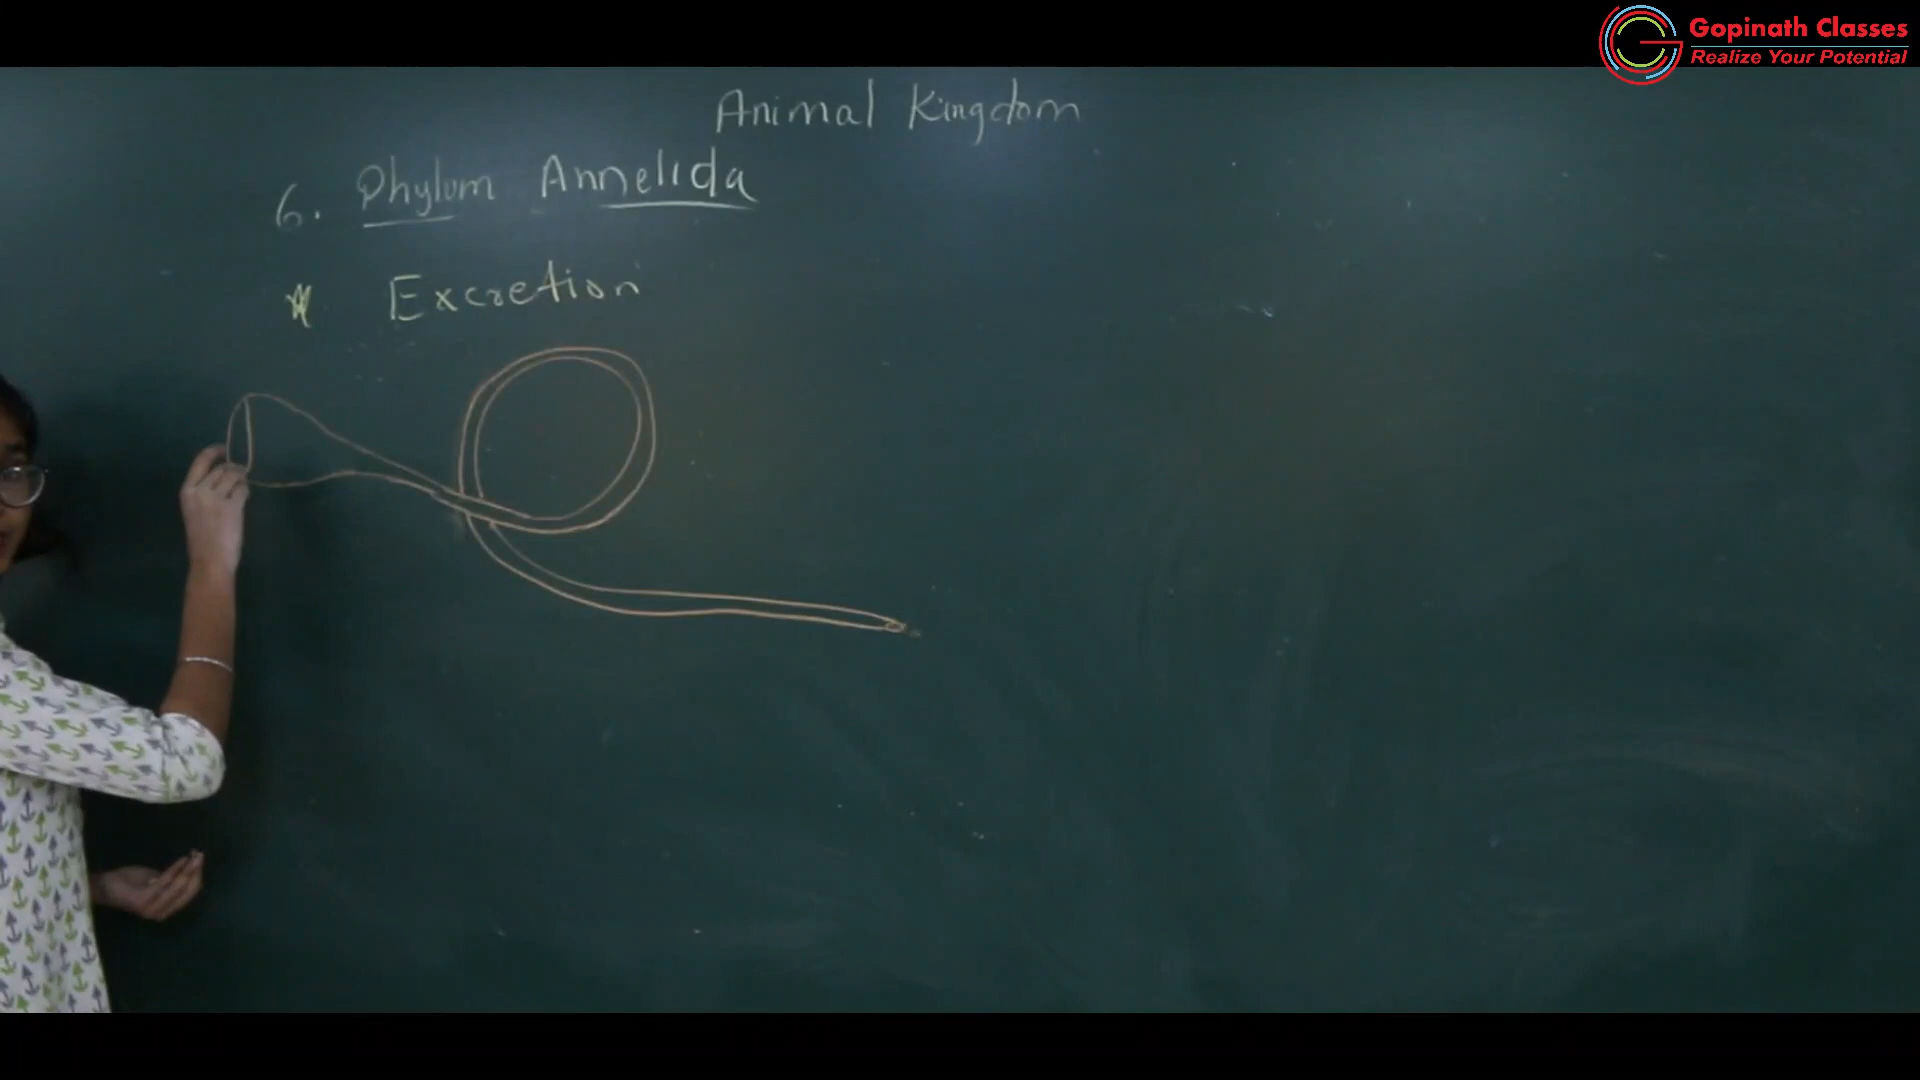 Gopinath Classes
Realize Your Potential
Animal Kingdom
6. Phylum Annelida
* Excretion